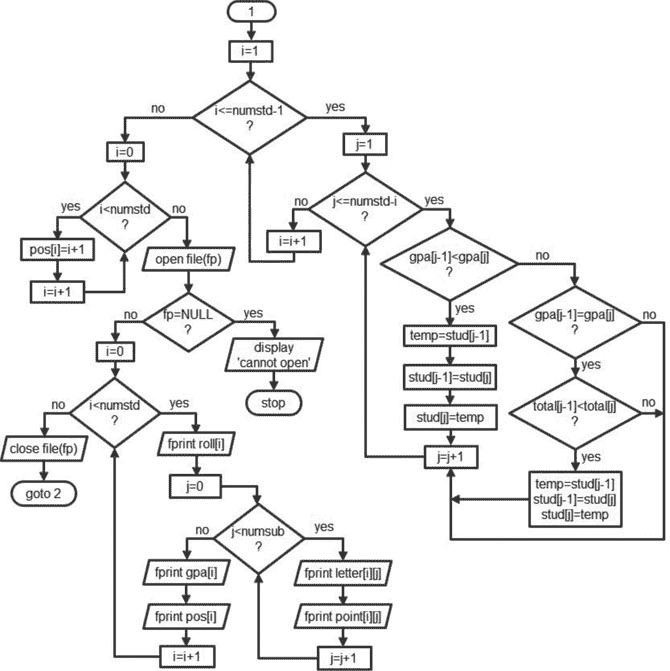 1
i=1
i<=numstd-1
?
no
yes
i=0
j=1
i<numstd
?
yes
no
j<=numstd-i
?
no
yes
pos[i]=i+1
i=i+1
i=i+1
open file(fp)
gpa[j-1]<gpa[j]
?
no
yes
fp=NULL
?
no
yes
gpa[j-1]=gpa[j]
?
no
yes
temp=stud[j-1]
i=0
display
'cannot open'
stud[j-1]=stud[j]
stop
i<numstd
?
no
yes
total[j-1]<total[j]
?
no
yes
stud[j]=temp
close file(fp)
fprint roll[i]
j=j+1
goto 2
j=0
temp=stud[j-1]
stud[j-1]=stud[j]
stud[j]=temp
j<numsub
?
no
yes
fprint gpa[i]
fprint letter[i][j]
fprint pos[i]
fprint point[i][j]
i=i+1
j=j+1